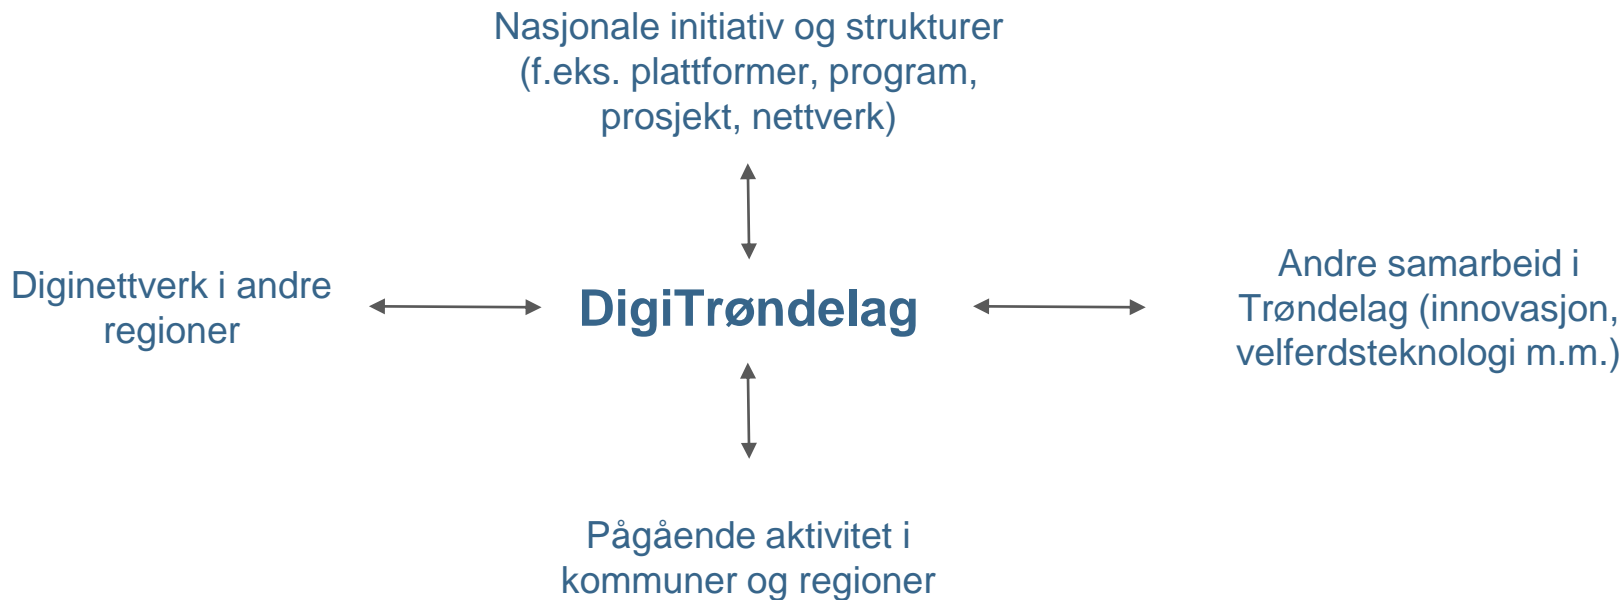 Nasjonale initiativ og strukturer
(f.eks. plattformer, program,
prosjekt, nettverk)
Diginettverk i andre
regioner
DigiTrøndelag
Andre samarbeid i
Trøndelag (innovasjon,
velferdsteknologi m.m.)
Pågående aktivitet i
kommuner og regioner